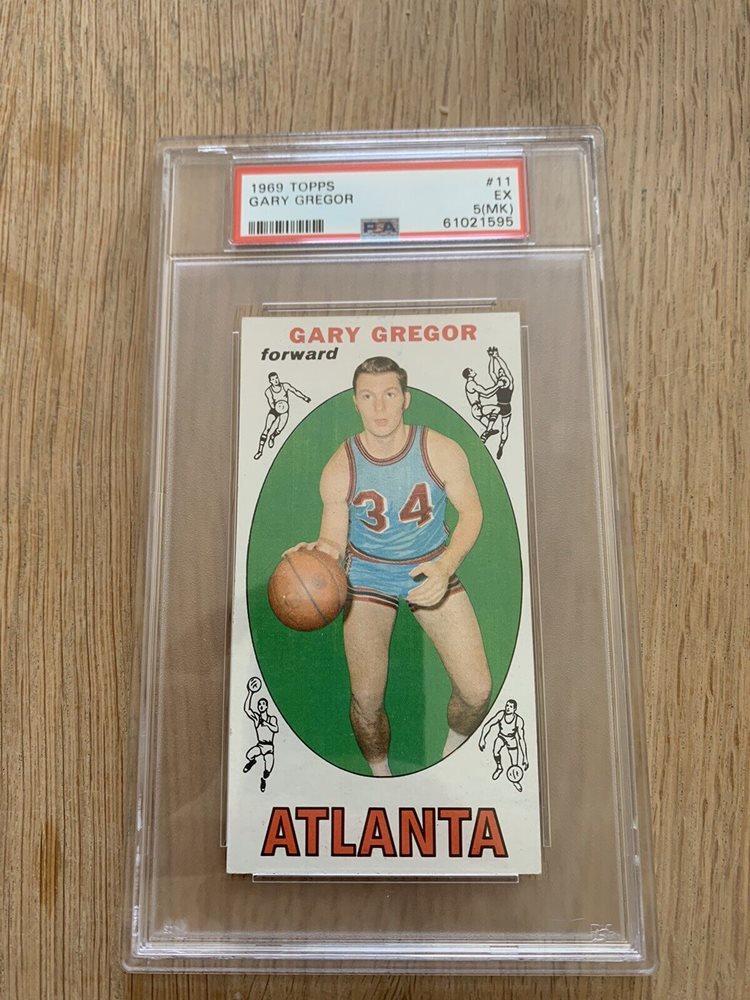 1969 TOPPS #11
GARY GREGOR EX
5(MK)
PSA 61021595
GARY GREGOR
forward
34
ATLANTA